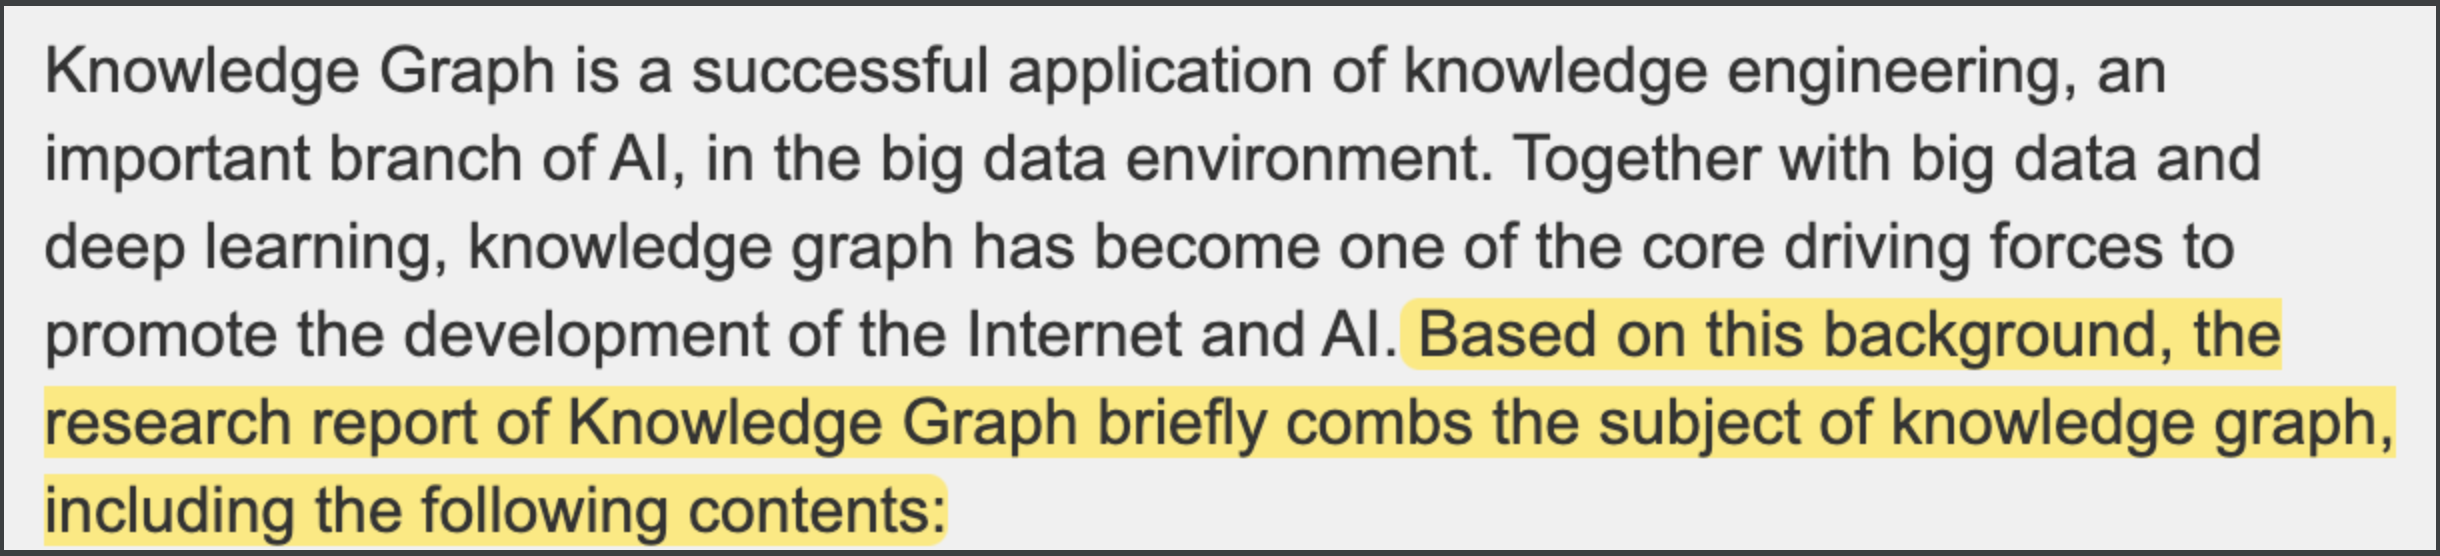 Knowledge Graph is a successful application of knowledge engineering, an
important branch of AI, in the big data environment. Together with big data and
deep learning, knowledge graph has become one of the core driving forces to
promote the development of the Internet and AI. Based on this background, the
research report of Knowledge Graph briefly combs the subject of knowledge graph,
including the following contents: